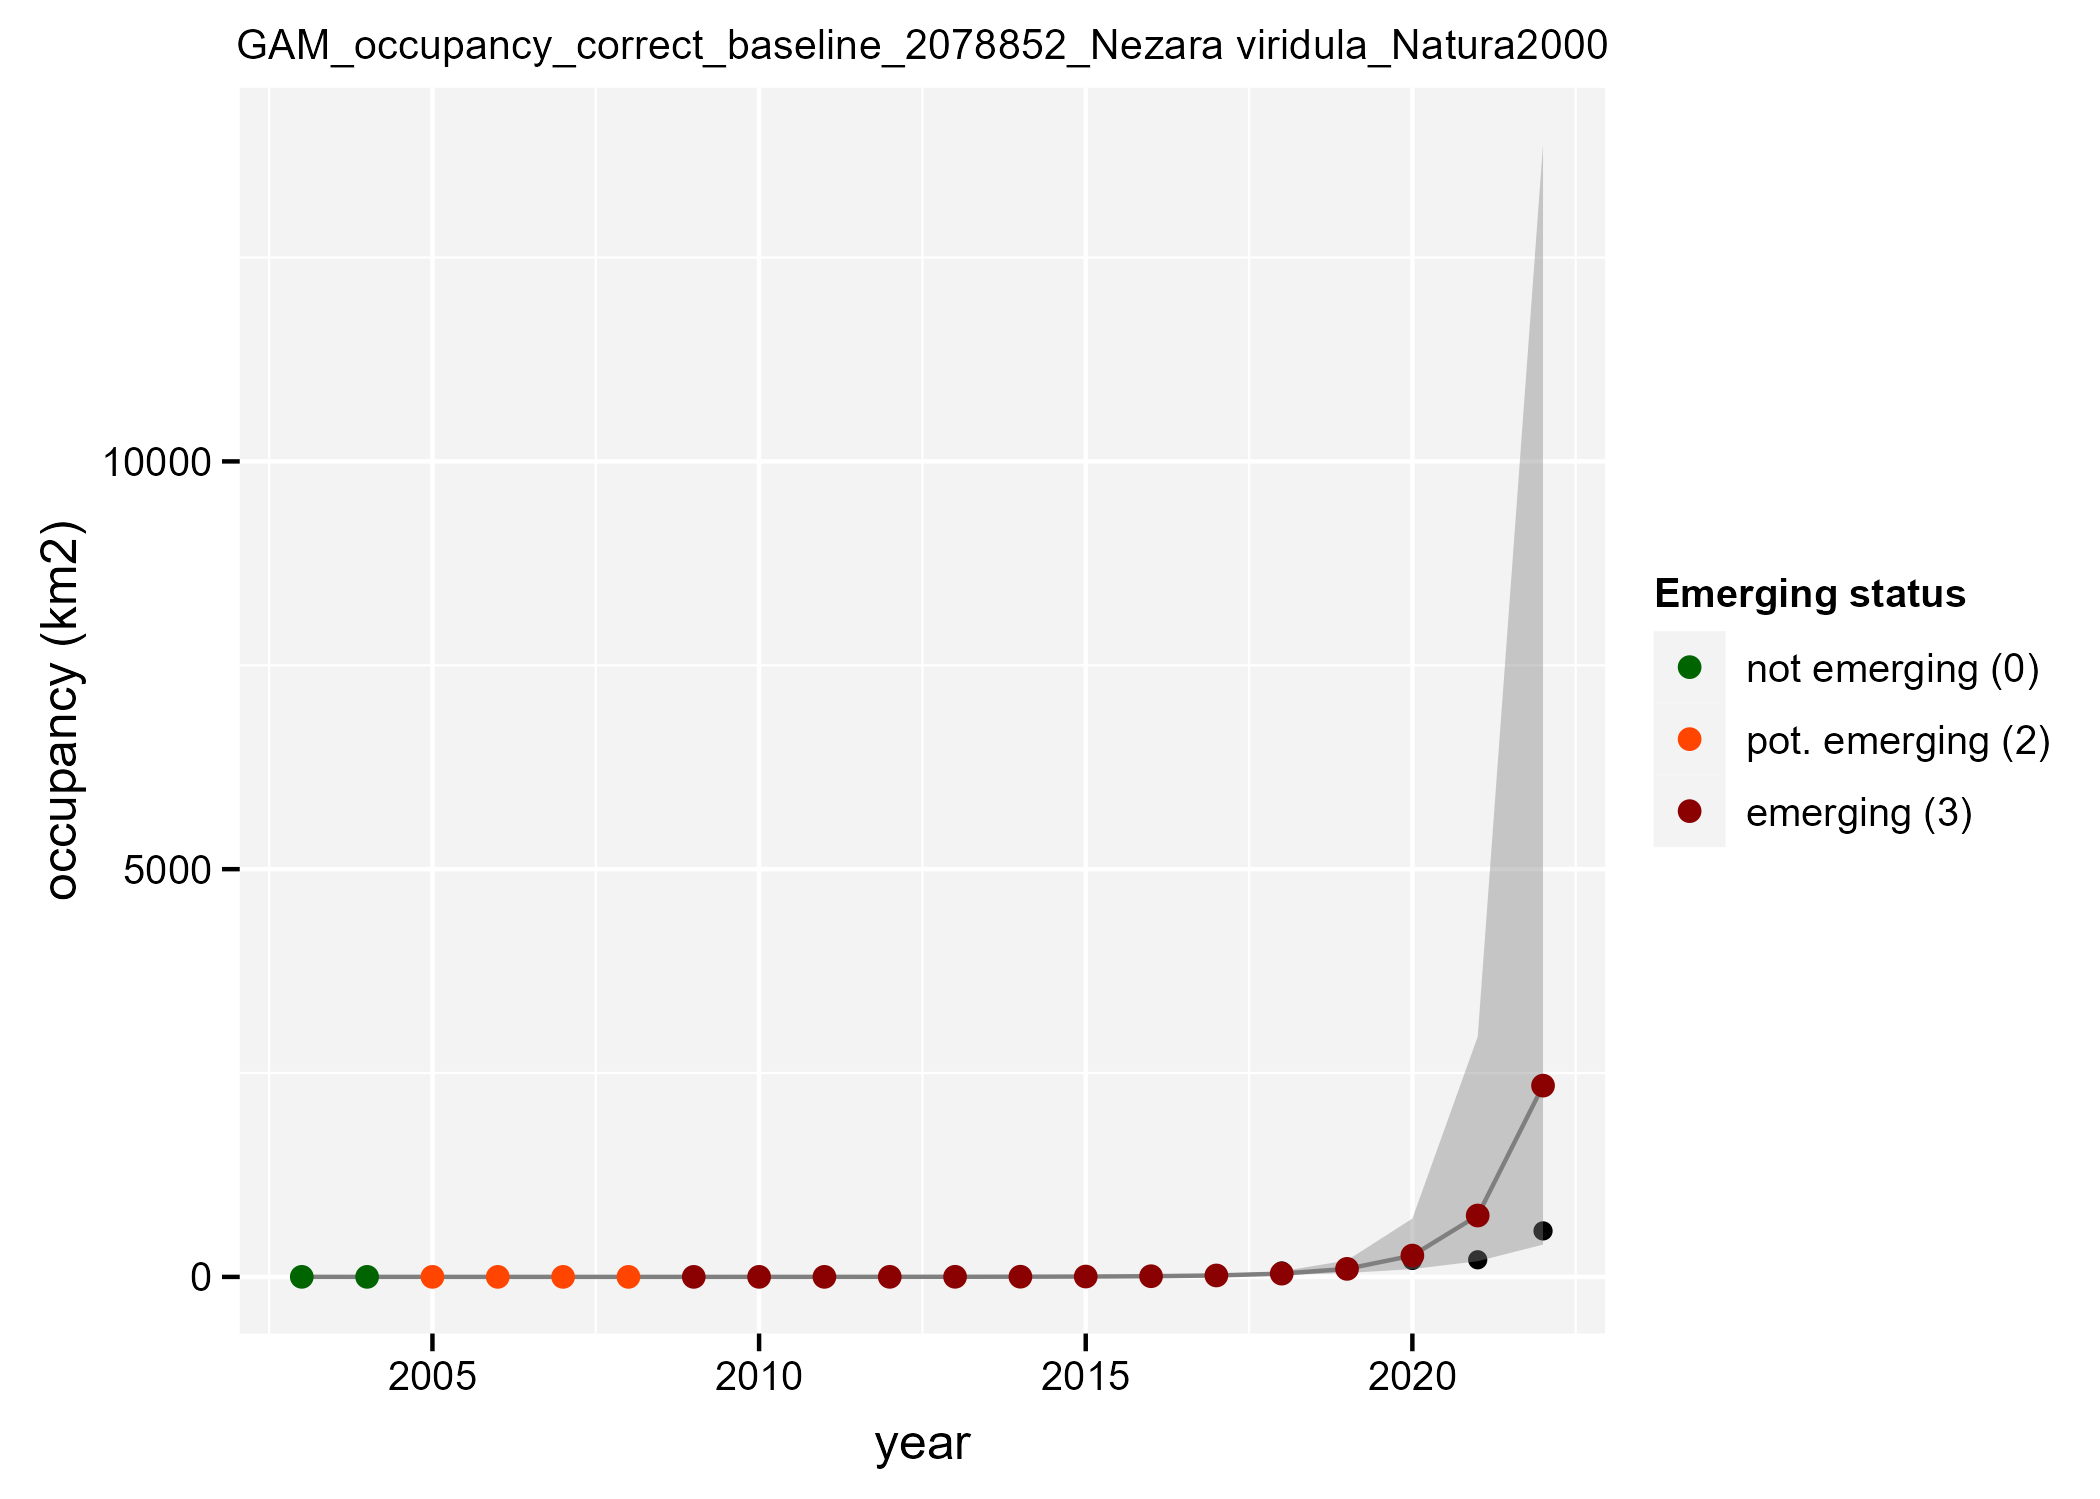 GAM_occupancy_correct_baseline_2078852_Nezara viridula_Natura2000
occupancy (km2)
10000
5000
0
2005
2010
2015
2020
year
Emerging status
not emerging (0)
pot. emerging (2)
emerging (3)